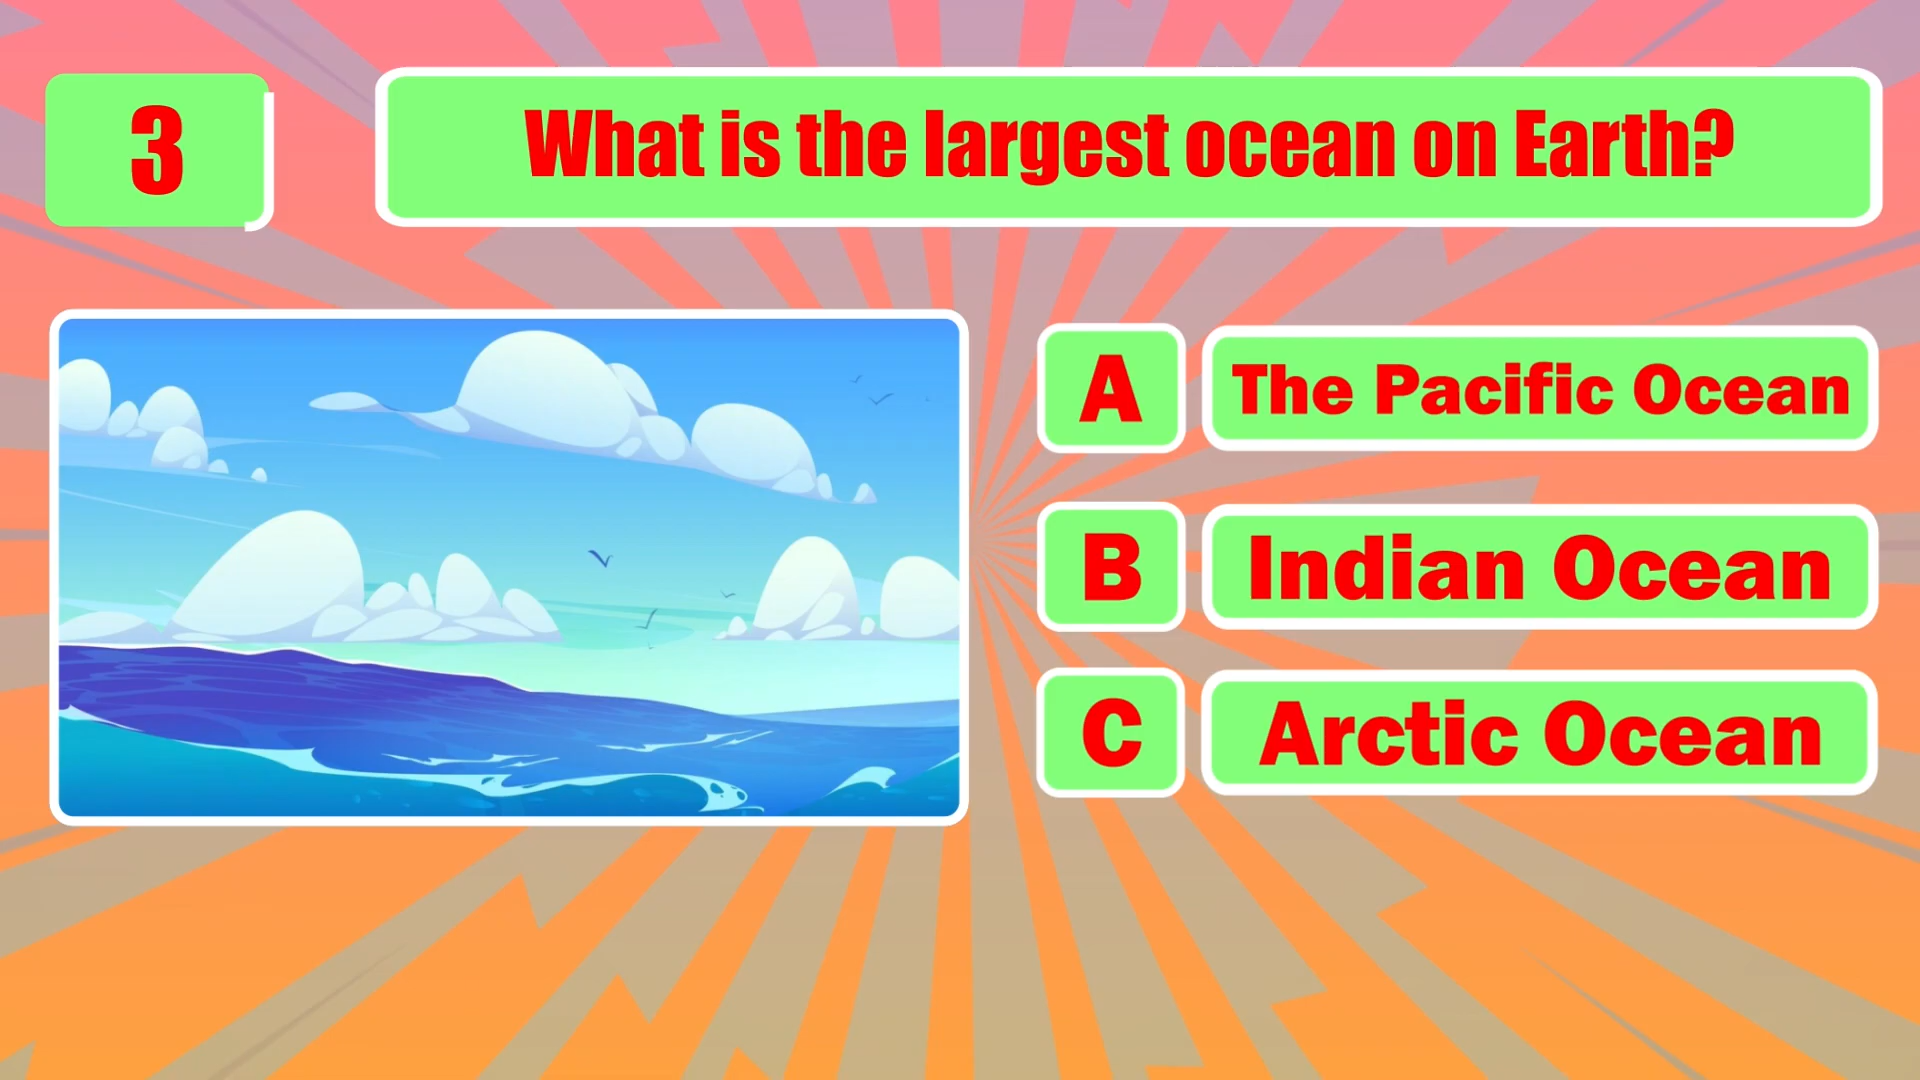 3
What is the largest ocean on Earth?
A
The Pacific Ocean
B
Indian Ocean
C
Arctic Ocean